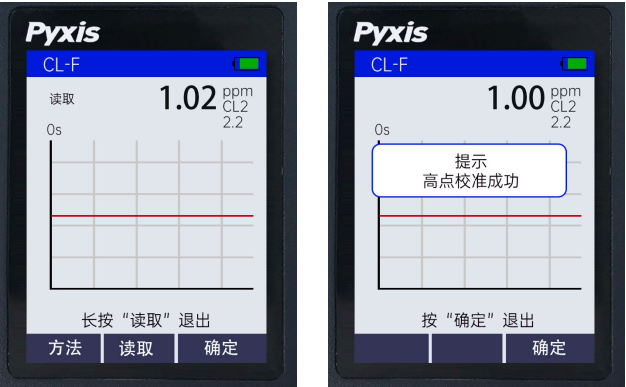 Pyxis
CL-F
读取
1.02 ppm
CL2
2.2
0s
长按“读取”退出
方法 读取 确定
Pyxis
CL-F
1.00 ppm
CL2
2.2
0s
提示
高点校准成功
按“确定”退出
确定